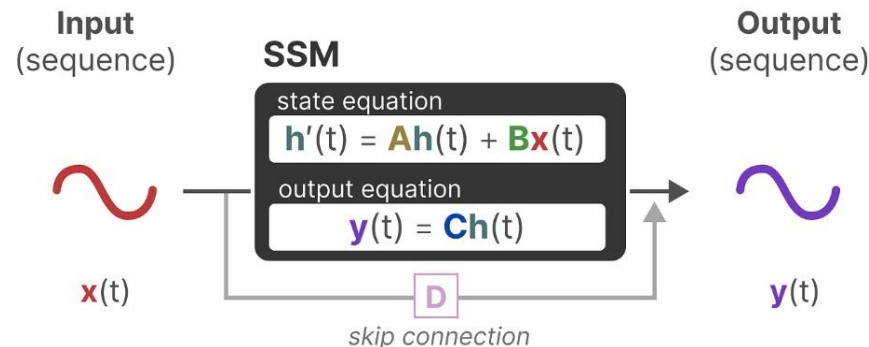 Input
(sequence)
SSM
Output
(sequence)
state equation
h′(t) = Ah(t) + Bx(t)
output equation
y(t) = Ch(t)
x(t)
D
y(t)
skip connection